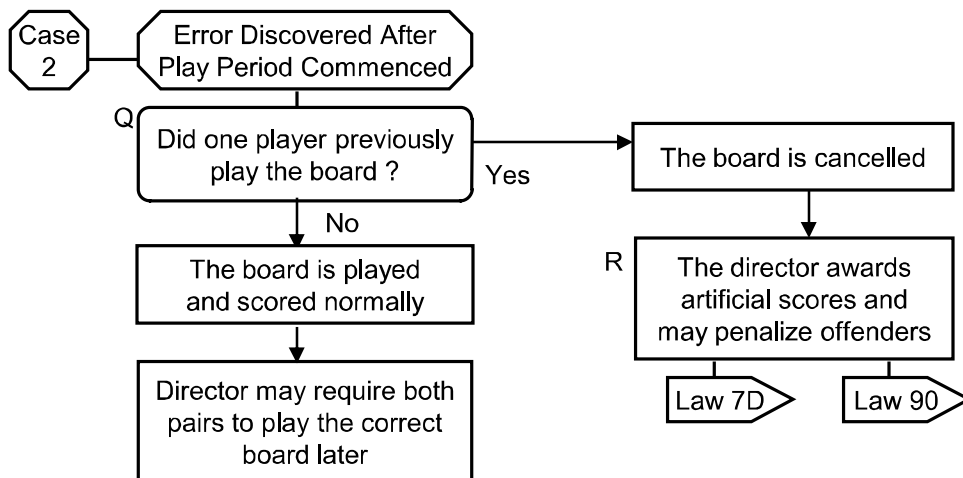 Case
2
Error Discovered After
Play Period Commenced
Q
Did one player previously
play the board ?
Yes
The board is cancelled
No
The board is played
and scored normally
R
The director awards
artificial scores and
may penalize offenders
Director may require both
pairs to play the correct
board later
Law 7D
Law 90